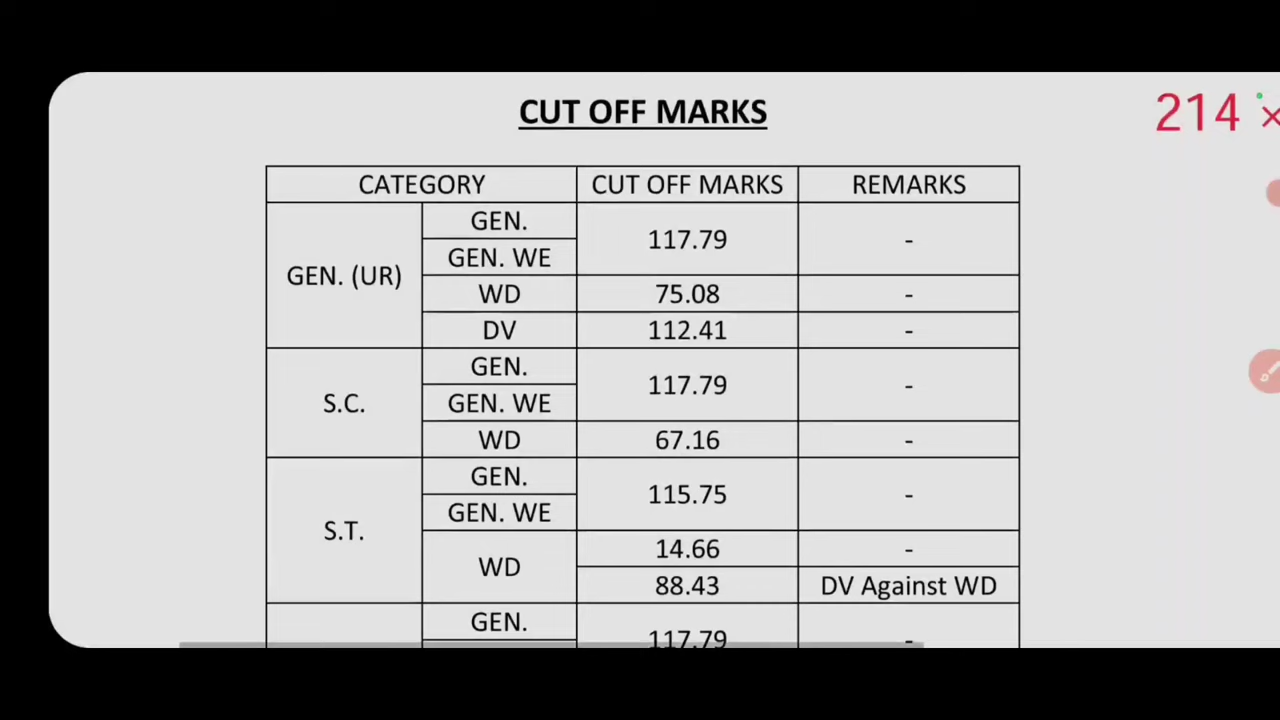 CUT OFF MARKS
214 ×
CATEGORY CUT OFF MARKS REMARKS
GEN. (UR) GEN. 117.79 -
GEN. WE
WD 75.08 -
DV 112.41 -
S.C. GEN. 117.79 -
GEN. WE
WD 67.16 -
S.T. GEN. 115.75 -
GEN. WE
WD 14.66 -
88.43 DV Against WD
GEN. 117.79 -